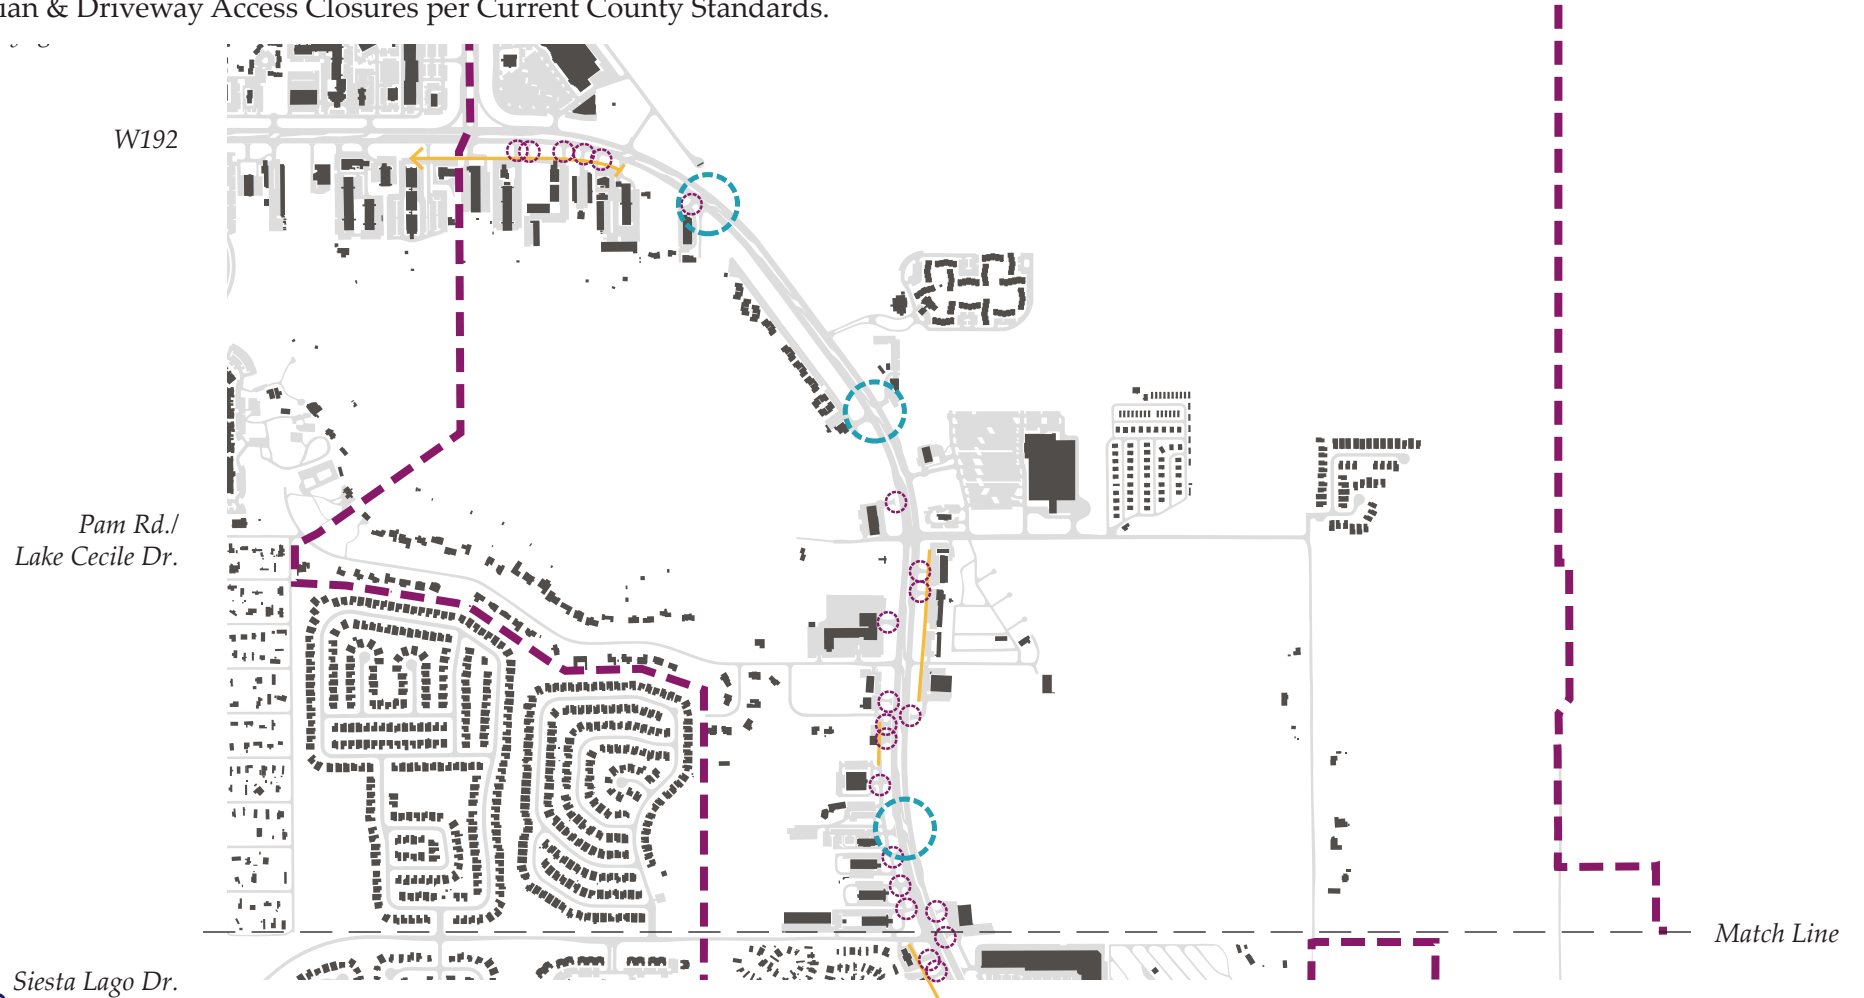 ian & Driveway Access Closures per Current County Standards.
W192
Pam Rd./
Lake Cecile Dr.
Match Line
Siesta Lago Dr.